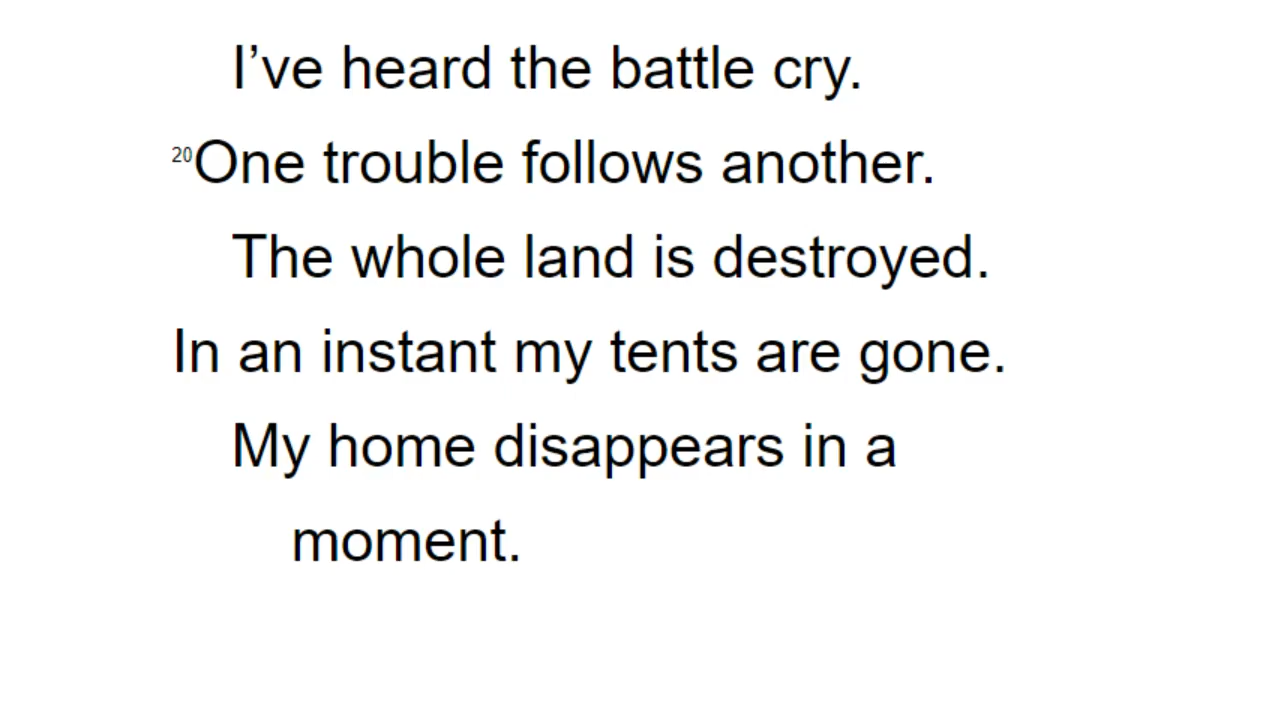 I’ve heard the battle cry.
20One trouble follows another.
The whole land is destroyed.
In an instant my tents are gone.
My home disappears in a
moment.